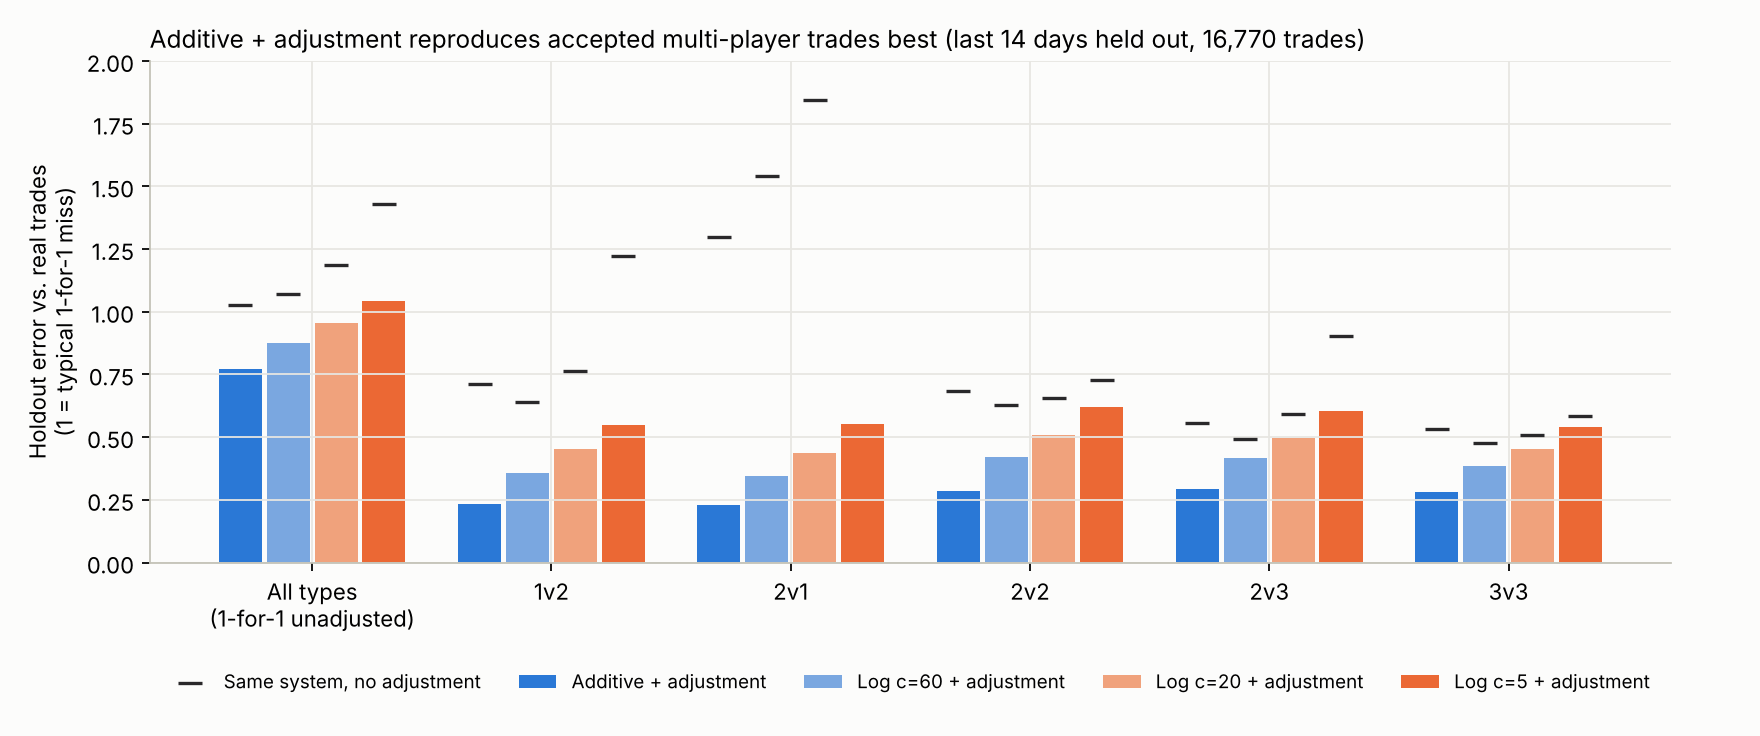 Additive + adjustment reproduces accepted multi-player trades best (last 14 days held out, 16,770 trades)
Holdout error vs. real trades
(1 = typical 1-for-1 miss)
2.00
1.75
1.50
1.25
1.00
0.75
0.50
0.25
0.00
All types
(1-for-1 unadjusted)
1v2
2v1
2v2
2v3
3v3
Same system, no adjustment
Additive + adjustment
Log c=60 + adjustment
Log c=20 + adjustment
Log c=5 + adjustment